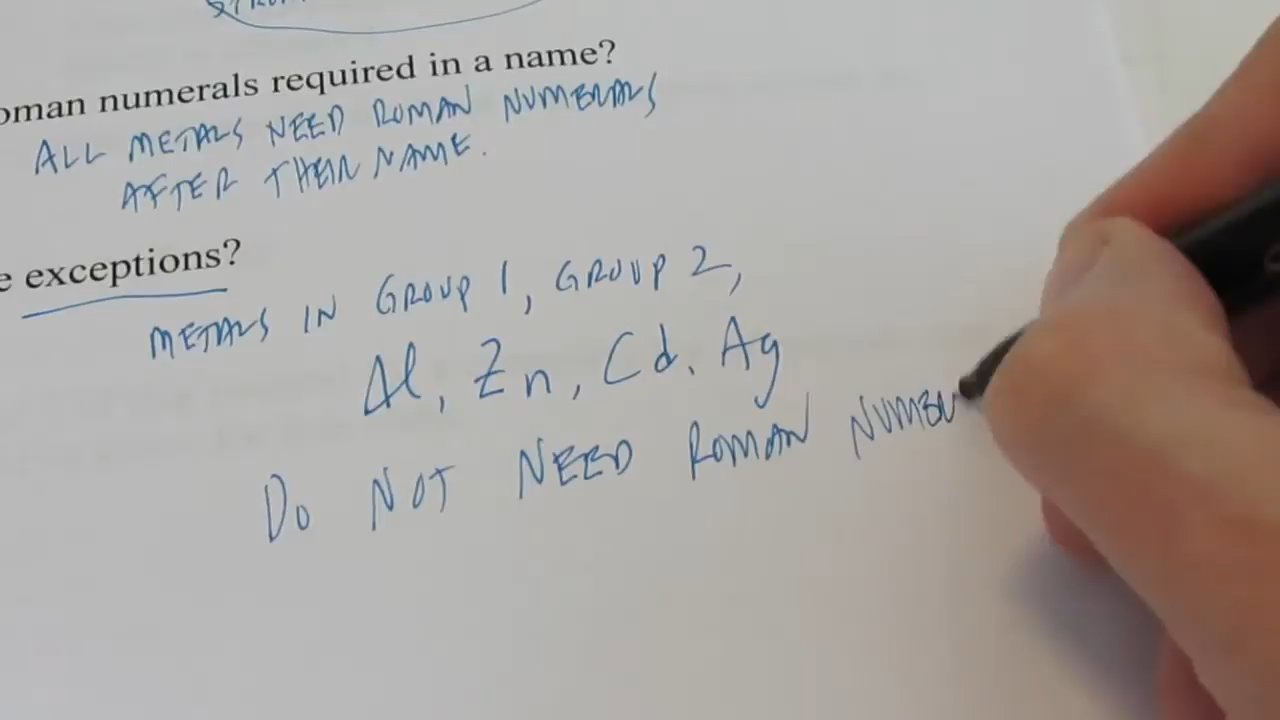 oman numerals required in a name?
ALL METALS NEED ROMAN NUMERALS
AFTER THEIR NAME.
e exceptions?
METALS IN GROUP 1, GROUP 2,
Al, Zn, Cd, Ag
DO NOT NEED ROMAN NUMER